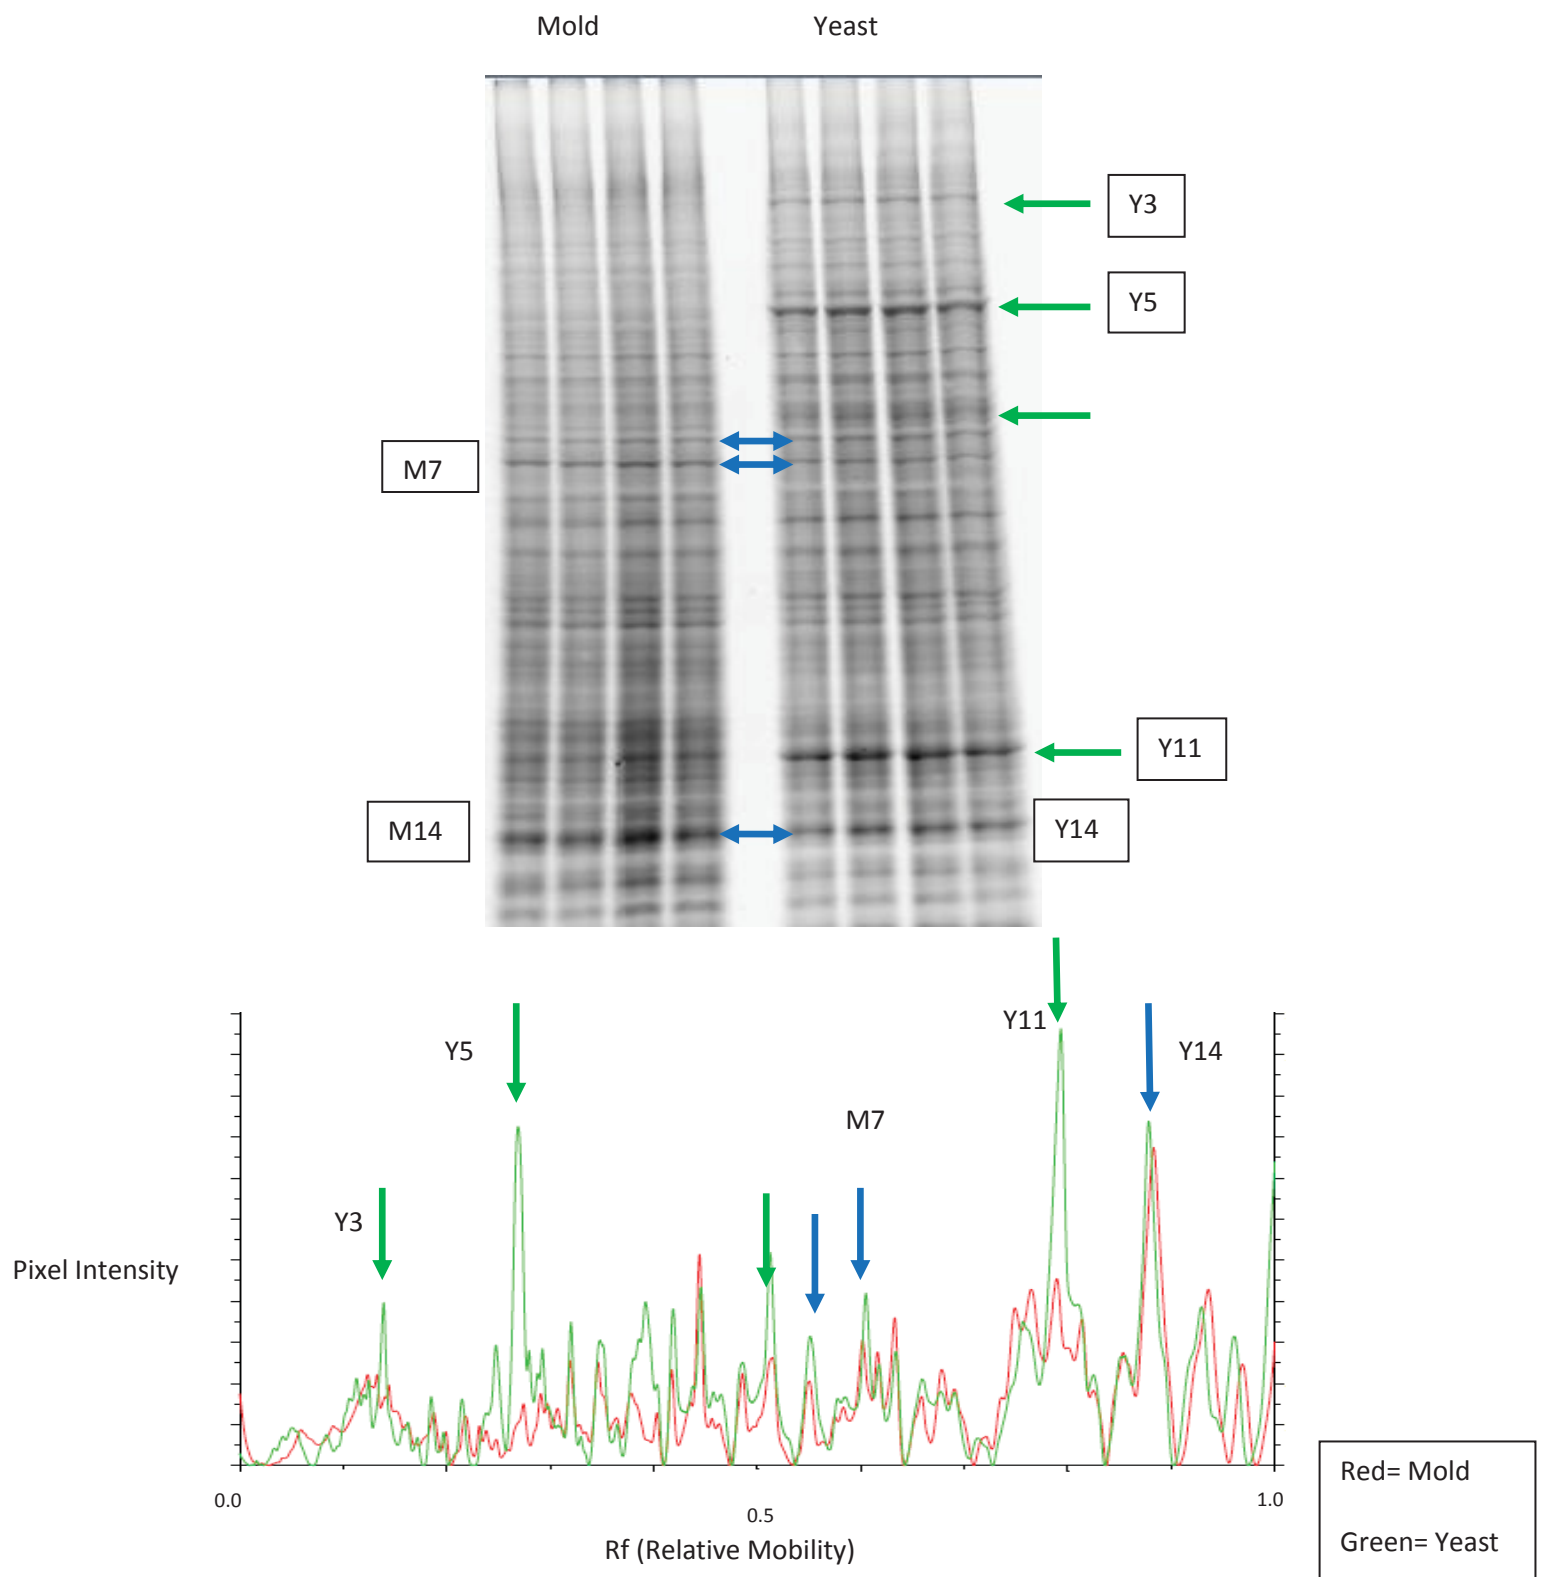 Mold
Yeast
Y3
Y5
M7
Y11
M14
Y14
Y11
Y5
Y14
M7
Y3
Pixel Intensity
0.0
0.5
1.0
Rf (Relative Mobility)
Red= Mold
Green= Yeast